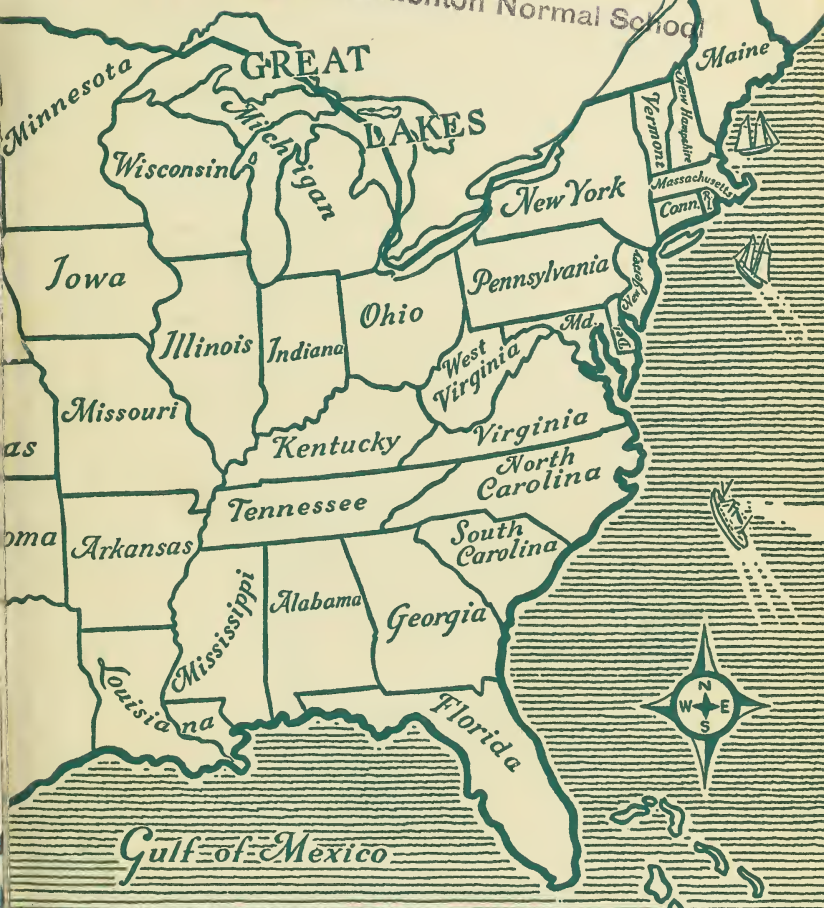 Normal School
GREAT
LAKES
Minnesota
Wisconsin
Michigan
Maine
New Hampshire
Vermont
Massachusetts
Conn.
R.I.
New York
Iowa
Illinois
Indiana
Ohio
Pennsylvania
New Jersey
Md.
Del.
West
Virginia
Virginia
Missouri
Kentucky
as
Tennessee
North
Carolina
oma
Arkansas
South
Carolina
Mississippi
Alabama
Georgia
Louisiana
Florida
N
W E
S
Gulf of Mexico